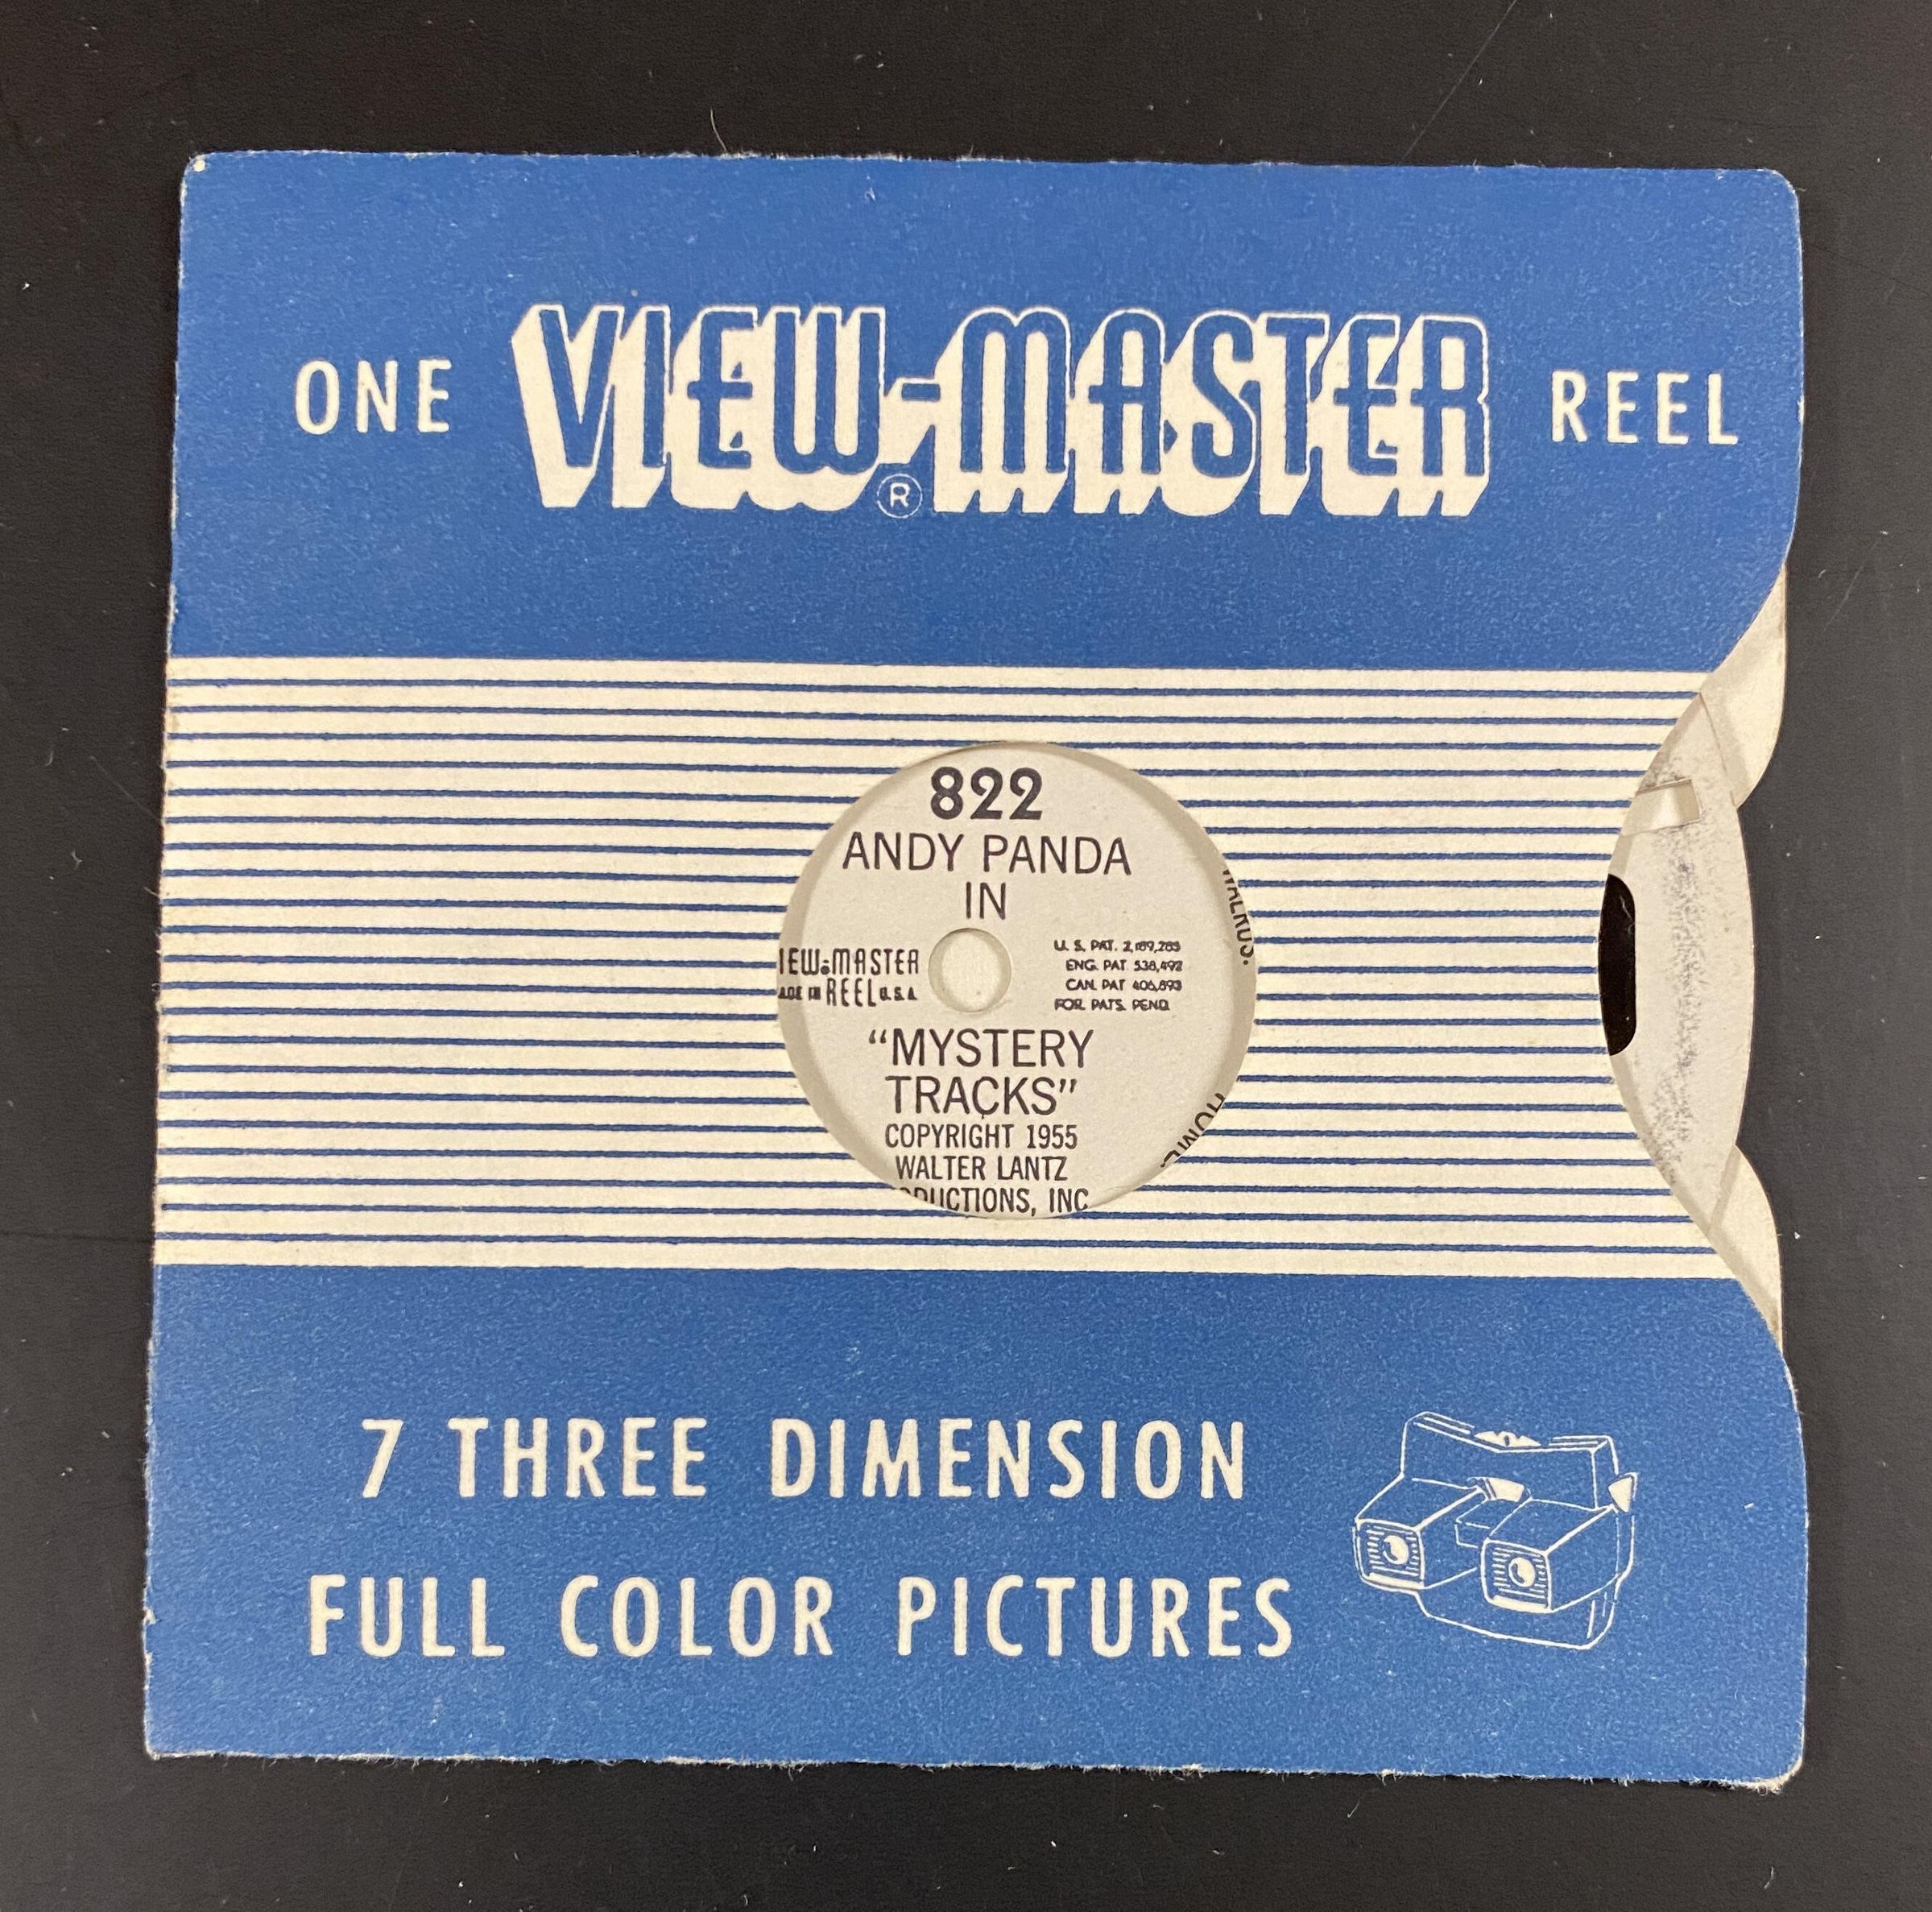 ONE VIEW-MASTER® REEL
822
ANDY PANDA
IN
IEW-MASTER
REEL U.S.A.
U. S. PAT. 2,189,285
ENG. PAT. 538,492
CAN. PAT 406,893
FOR. PATS. PEND.
"MYSTERY
TRACKS"
COPYRIGHT 1955
WALTER LANTZ
ODUCTIONS, INC
7 THREE DIMENSION
FULL COLOR PICTURES